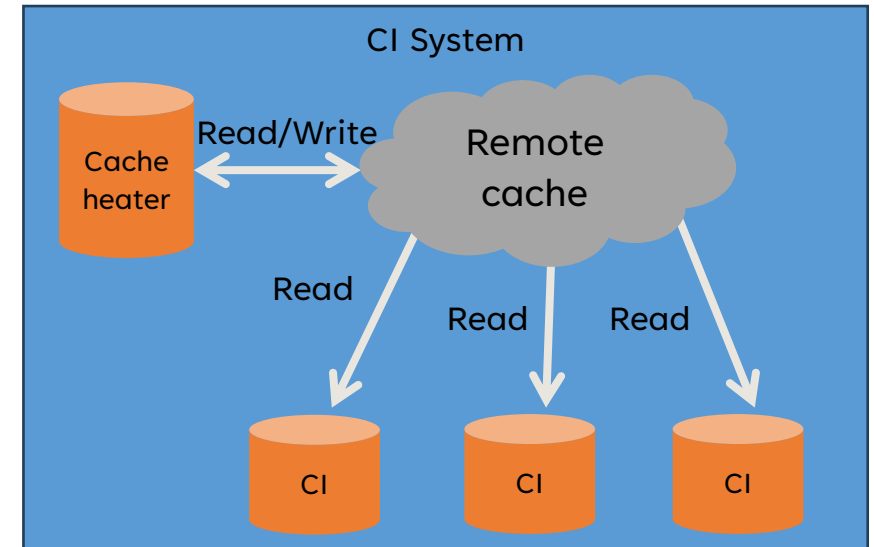 CI System
Read/Write
Cache
heater
Remote
cache
Read
Read
Read
CI
CI
CI